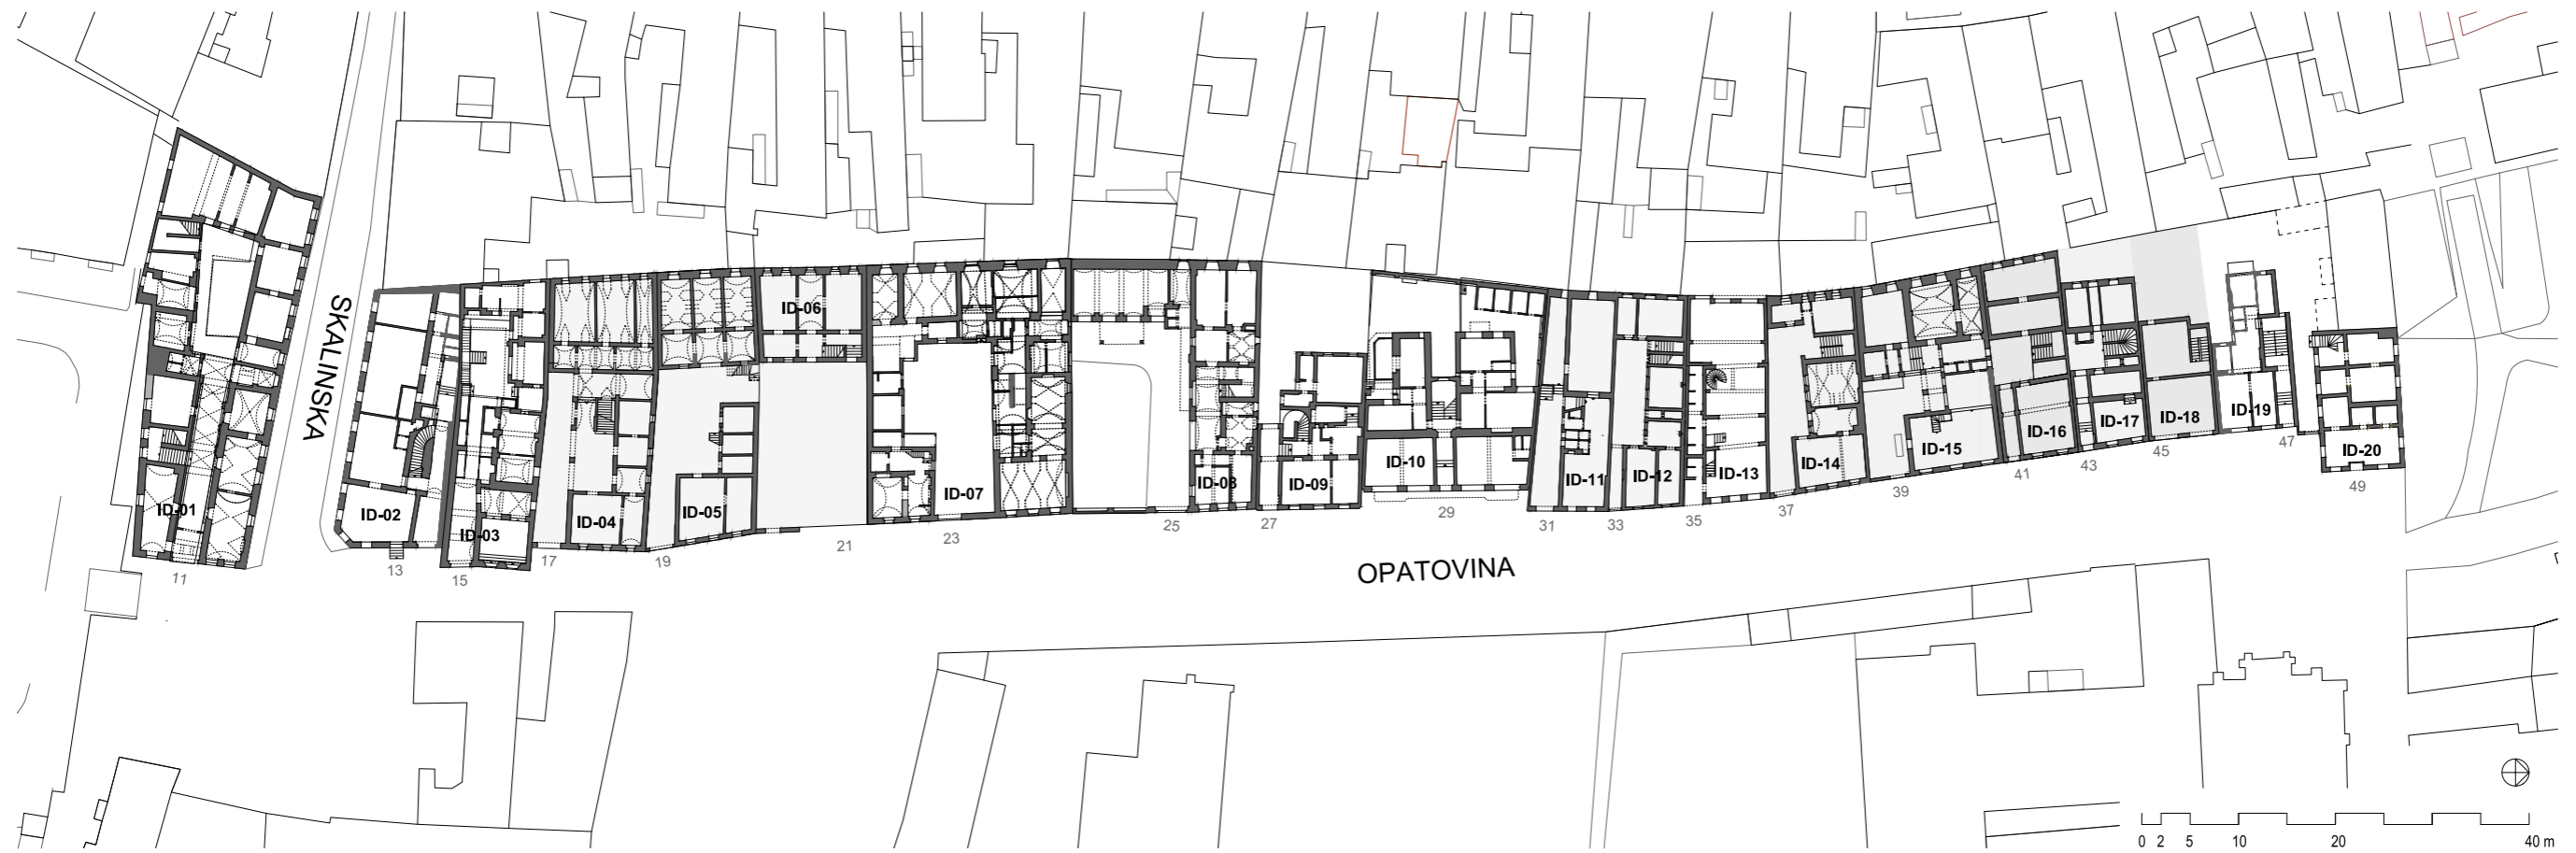 SKALINSKA
OPATOVINA
ID-01
ID-02
ID-03
ID-04
ID-05
ID-06
ID-07
ID-08
ID-09
ID-10
ID-11
ID-12
ID-13
ID-14
ID-15
ID-16
ID-17
ID-18
ID-19
ID-20
11
13
15
17
19
21
23
25
27
29
31
33
35
37
39
41
43
45
47
49
0 2 5 10 20 40 m